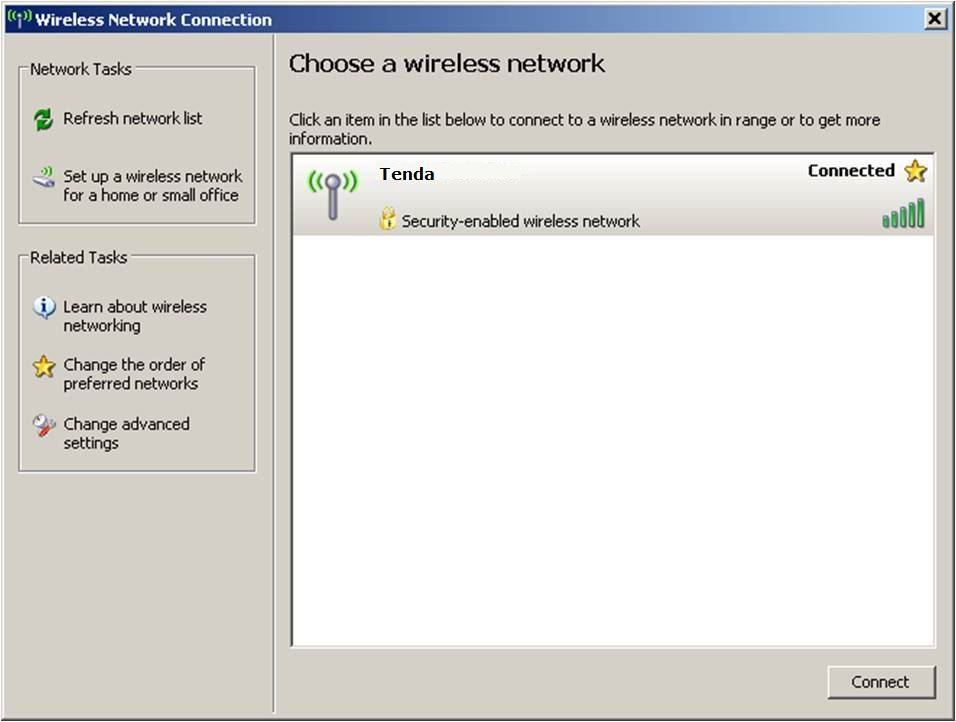 Wireless Network Connection
Network Tasks
Refresh network list
Set up a wireless network
for a home or small office
Related Tasks
Learn about wireless
networking
Change the order of
preferred networks
Change advanced
settings
Choose a wireless network
Click an item in the list below to connect to a wireless network in range or to get more
information.
Tenda
Connected
Security-enabled wireless network
Connect